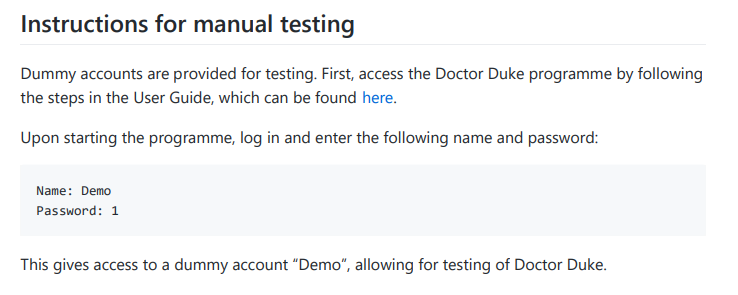 Instructions for manual testing
Dummy accounts are provided for testing. First, access the Doctor Duke programme by following
the steps in the User Guide, which can be found here.
Upon starting the programme, log in and enter the following name and password:
Name: Demo
Password: 1
This gives access to a dummy account “Demo”, allowing for testing of Doctor Duke.